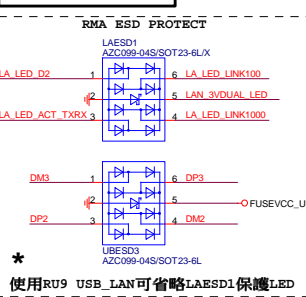 RMA ESD PROTECT
LAESD1
AZC099-04S/SOT23-6L/X
LA_LED_D2 1 6 LA_LED_LINK100
2 5 LAN_3VDUAL_LED
LA_LED_ACT_TXRX 3 4 LA_LED_LINK1000
DM3 1 6 DP3
2 5 FUSEVCC_U
DP2 3 4 DM2
UBESD3
AZC099-04S/SOT23-6L
*
使用RU9 USB_LAN可省略LAESD1保護LED